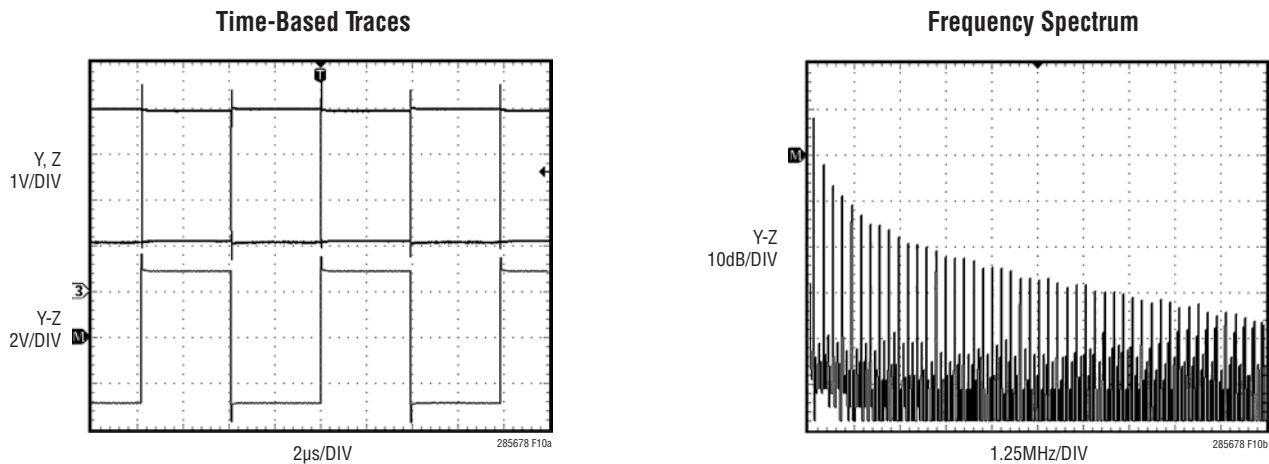 Time-Based Traces
T
Y, Z
1V/DIV
3
Y-Z
2V/DIV
M
2μs/DIV
285678 F10a
Frequency Spectrum
M
Y-Z
10dB/DIV
1.25MHz/DIV
285678 F10b